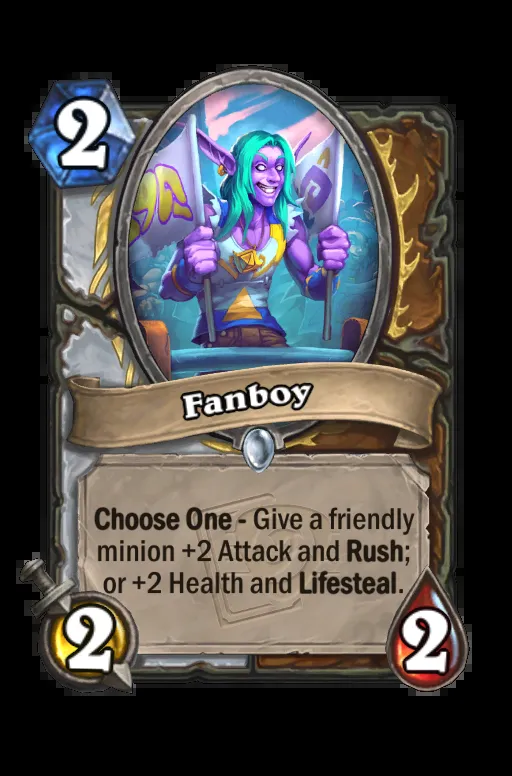 2
Fanboy
Choose One - Give a friendly
minion +2 Attack and Rush;
or +2 Health and Lifesteal.
2
2